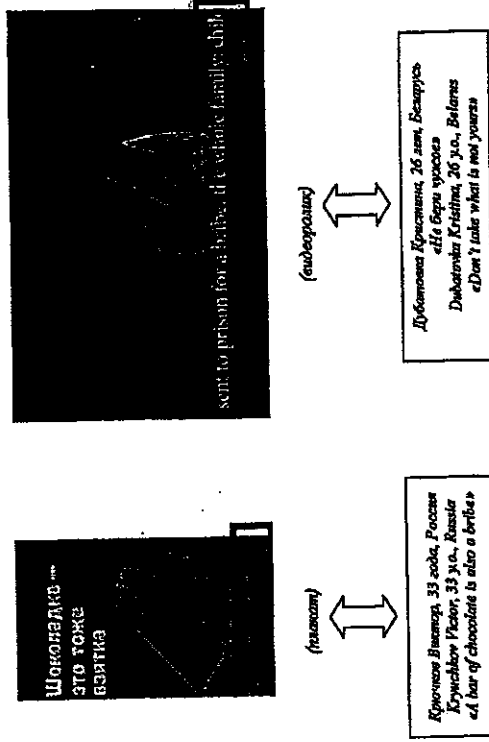 Шоколадка —
это тоже
взятка
(плакат)
Крючков Виктор, 33 года, Россия
Kryuchkov Victor, 33 y.o., Russia
«A bar of chocolate is also a bribe»
sent to prison for a bribe, the whole family: child
(видеоролик)
Дубатовка Кристина, 26 лет, Беларусь
«Не бери чужое»
Dubatovka Kristina, 26 y.o., Belarus
«Don't take what is not yours»